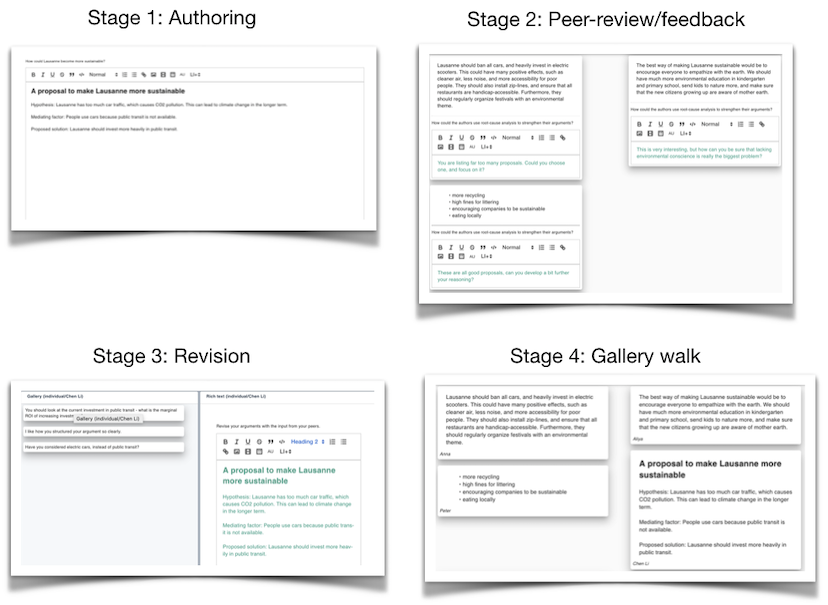 Stage 1: Authoring
How could Lausanne become more sustainable?
Normal
A proposal to make Lausanne more sustainable
Hypothesis: Lausanne has too much car traffic, which causes CO2 pollution. This can lead to climate change in the longer term.
Mediating factor: People use cars because public transit is not available.
Proposed solution: Lausanne should invest more heavily in public transit.
Stage 2: Peer-review/feedback
Lausanne should ban all cars, and heavily invest in electric
scooters. This could have many positive effects, such as
cleaner air, less noise, and more accessibility for poor
people. They should also install zip-lines, and ensure that all
restaurants are handicap-accessible. Furthermore, they
should regularly organize festivals with an environmental
theme.
How could the authors use root-cause analysis to strengthen their arguments?
Normal
You are listing far too many proposals. Could you choose
one, and focus on it?
• more recycling
• high fines for littering
• encouraging companies to be sustainable
• eating locally
How could the authors use root-cause analysis to strengthen their arguments?
Normal
These are all good proposals, can you develop a bit further
your reasoning?
The best way of making Lausanne sustainable would be to
encourage everyone to empathize with the earth. We should
have much more environmental education in kindergarten
and primary school, send kids to nature more, and make sure
that the new citizens growing up are aware of mother earth.
How could the authors use root-cause analysis to strengthen their arguments?
Normal
This is very interesting, but how can you be sure that lacking
environmental conscience is really the biggest problem?
Stage 3: Revision
Gallery (individual/Chen Li)
You should look at the current investment in public transit - what is the marginal
ROI of increasing
Gallery (individual/Chen Li)
I like how you structured your argument so clearly.
Have you considered electric cars, instead of public transit?
Rich text (individual/Chen Li)
Revise your arguments with the input from your peers.
Heading 2
A proposal to make Lausanne
more sustainable
Hypothesis: Lausanne has too much car traffic, which
causes CO2 pollution. This can lead to climate change
in the longer term.
Mediating factor: People use cars because public trans-
it is not available.
Proposed solution: Lausanne should invest more heav-
ily in public transit.
Stage 4: Gallery walk
Lausanne should ban all cars, and heavily invest in electric
scooters. This could have many positive effects, such as
cleaner air, less noise, and more accessibility for poor
people. They should also install zip-lines, and ensure that all
restaurants are handicap-accessible. Furthermore, they
should regularly organize festivals with an environmental
theme.
Anna
• more recycling
• high fines for littering
• encouraging companies to be sustainable
• eating locally
Peter
The best way of making Lausanne sustainable would be to
encourage everyone to empathize with the earth. We should
have much more environmental education in kindergarten
and primary school, send kids to nature more, and make sure
that the new citizens growing up are aware of mother earth.
Aliya
A proposal to make Lausanne more
sustainable
Hypothesis: Lausanne has too much car traffic, which causes
CO2 pollution. This can lead to climate change in the longer
term.
Mediating factor: People use cars because public transit is
not available.
Proposed solution: Lausanne should invest more heavily in
public transit.
Chen Li